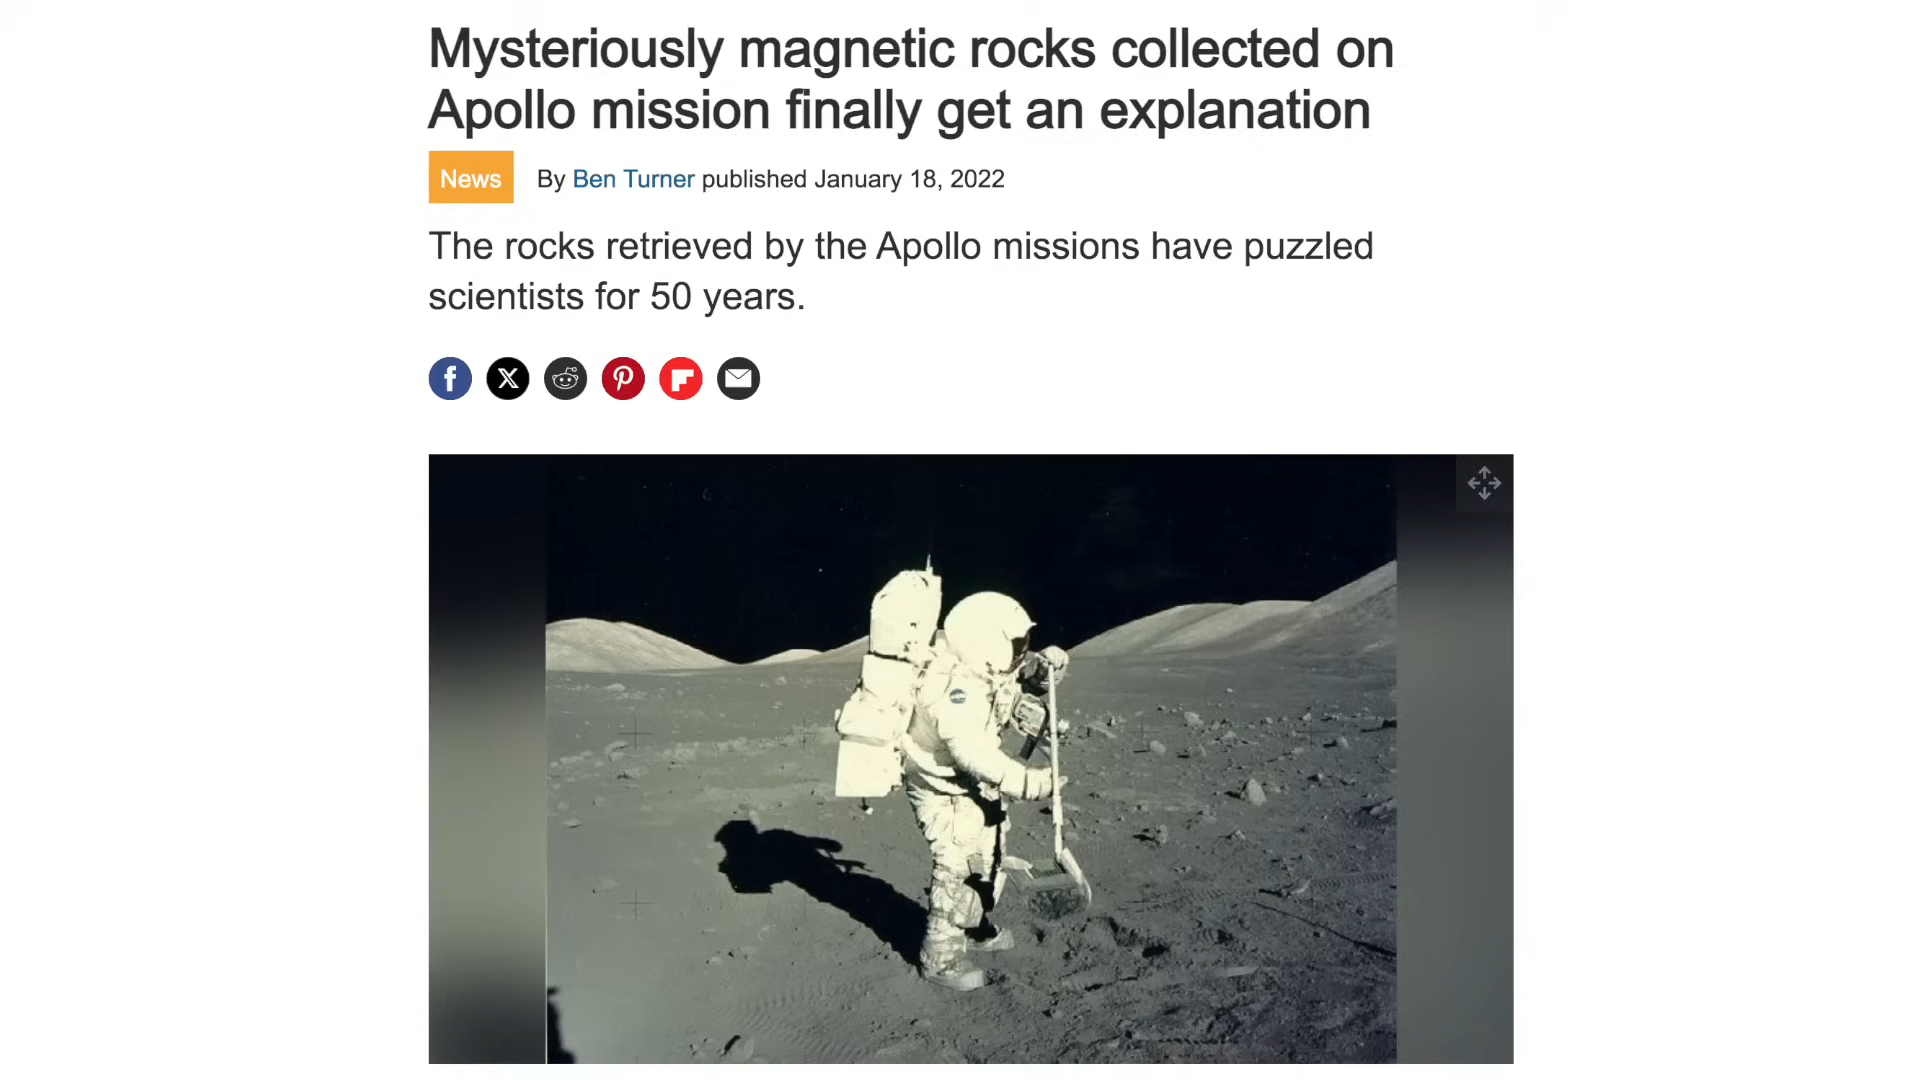 Mysteriously magnetic rocks collected on
Apollo mission finally get an explanation
News By Ben Turner published January 18, 2022
The rocks retrieved by the Apollo missions have puzzled
scientists for 50 years.